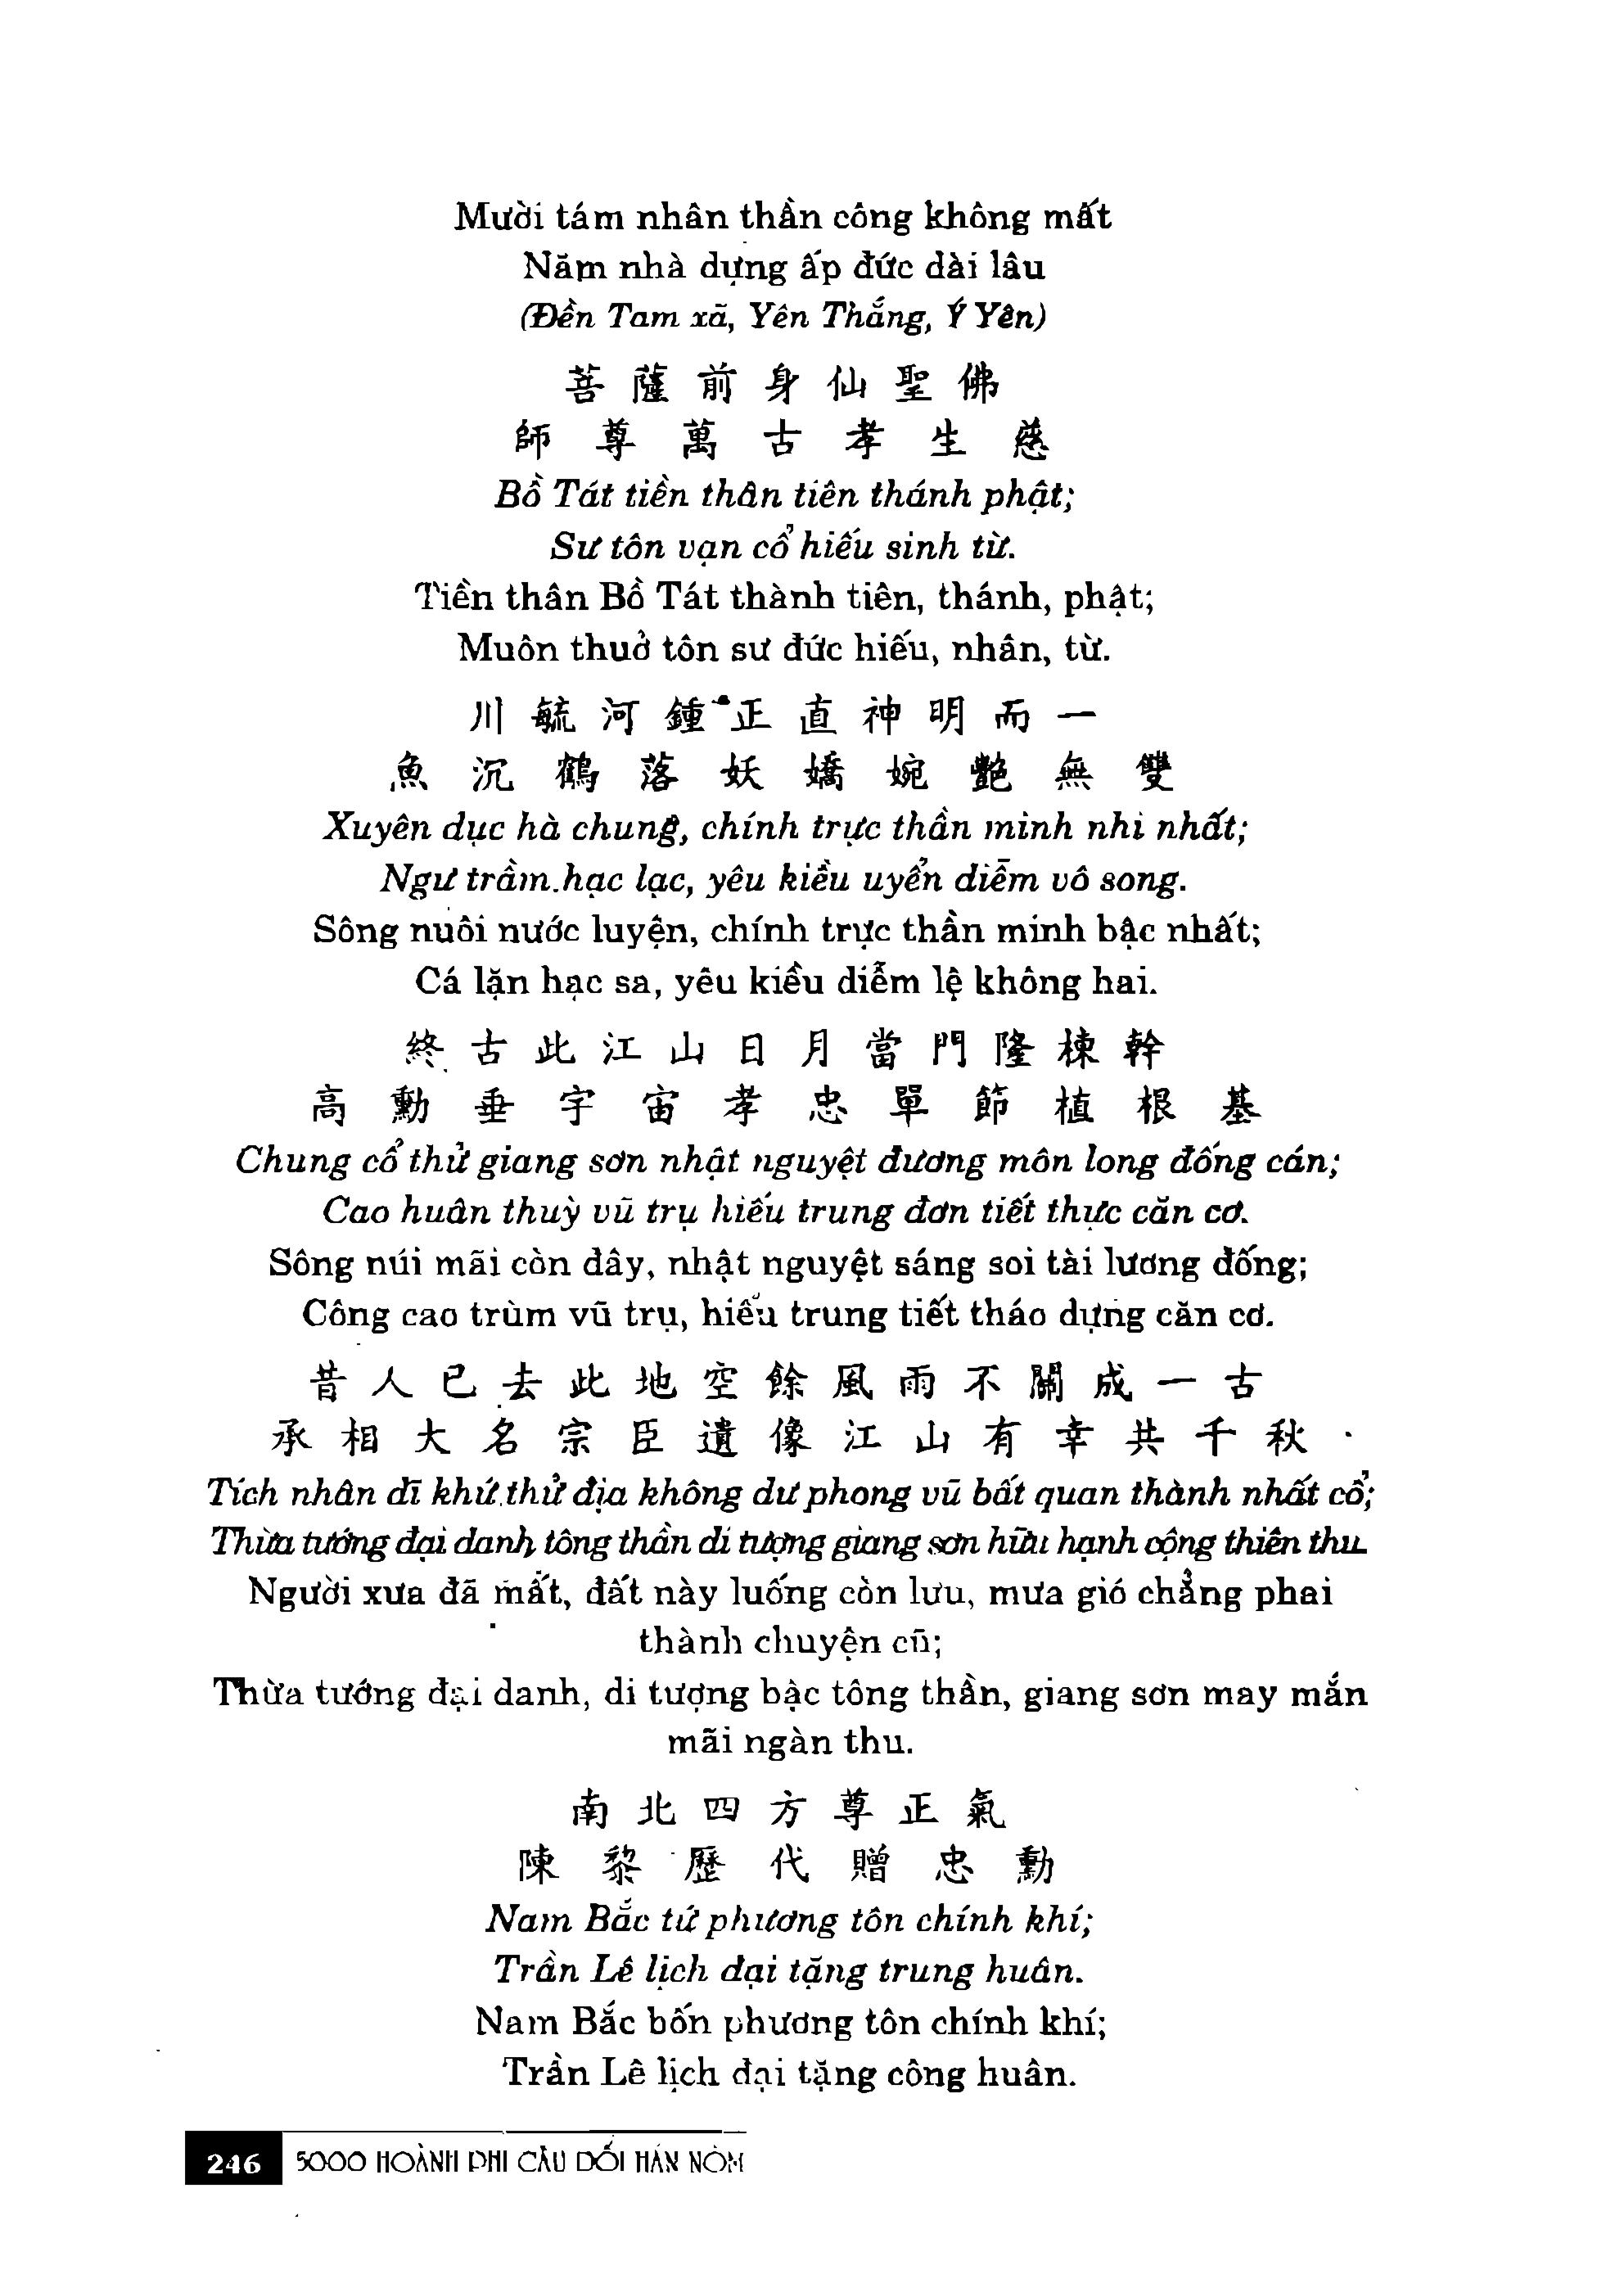 Mười tám nhân thần công không mất
Năm nhà dựng ấp đức dài lâu
(Đền Tam xã, Yên Thắng, Ý Yên)
菩薩前身仙聖佛
師尊萬古孝生慈
Bồ Tát tiền thân tiên thánh phật;
Sư tôn vạn cổ hiếu sinh từ.
Tiền thân Bồ Tát thành tiên, thánh, phật;
Muôn thuở tôn sư đức hiếu, nhân, từ.
川毓河鍾正直神明而一
魚沉鶴落妖嬌婉艷無雙
Xuyên dục hà chung, chính trực thần minh nhi nhất;
Ngư trầm hạc lạc, yêu kiều uyển diễm vô song.
Sông nuôi nước luyện, chính trực thần minh bậc nhất;
Cá lặn hạc sa, yêu kiều diễm lệ không hai.
終古此江山日月當門隆棟幹
高勳垂宇宙孝忠單節植根基
Chung cổ thử giang sơn nhật nguyệt đương môn long đống cán;
Cao huân thuỳ vũ trụ hiếu trung đơn tiết thực căn cơ.
Sông núi mãi còn đây, nhật nguyệt sáng soi tài lương đống;
Công cao trùm vũ trụ, hiếu trung tiết tháo dựng căn cơ.
昔人已去此地空餘風雨不關成一古
承相大名宗臣遺像江山有幸共千秋
Tích nhân dĩ khứ thử địa không dư phong vũ bất quan thành nhất cổ;
Thừa tướng đại danh, tông thần di tượng giang sơn hữu hạnh cộng thiên thu.
Người xưa đã mất, đất này luống còn lưu, mưa gió chẳng phai
thành chuyện cũ;
Thừa tướng đại danh, di tượng bậc tông thần, giang sơn may mắn
mãi ngàn thu.
南北四方尊正氣
陳黎歷代贈忠勳
Nam Bắc tứ phương tôn chính khí;
Trần Lê lịch đại tặng trung huân.
Nam Bắc bốn phương tôn chính khí;
Trần Lê lịch đại tặng công huân.
246 5000 HOÀNH PHI CÂU ĐỐI HÁN NÔM